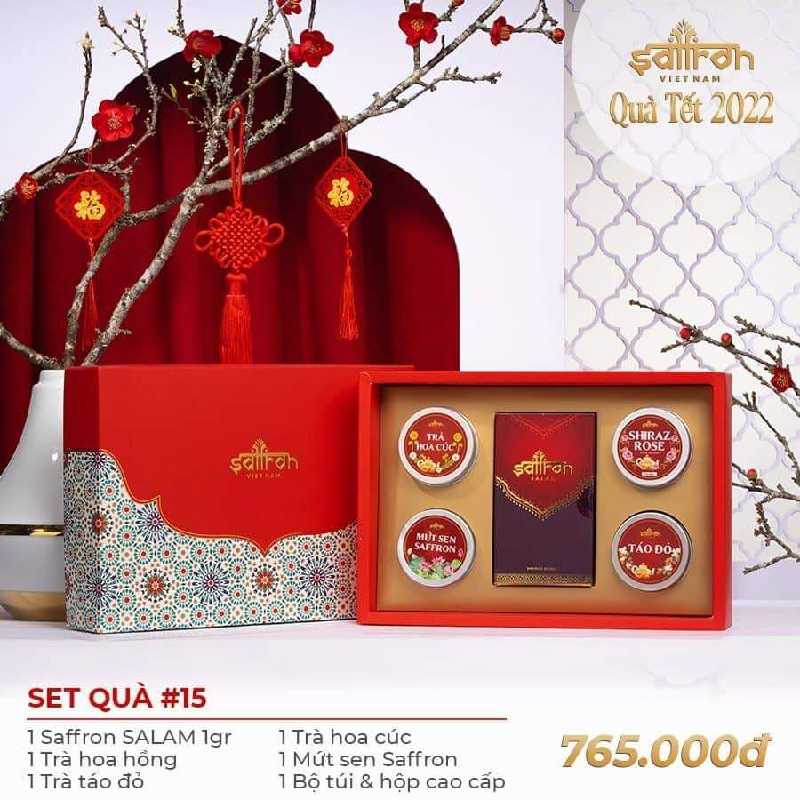 Saffron
VIETNAM
Quà Tết 2022
福
福
Saffron
VIETNAM
TRÀ
HOA CÚC
Saffron
SALAM
SHIRAZ
ROSE
MỨT SEN
SAFFRON
TÁO ĐỎ
SET QUÀ #15
1 Saffron SALAM 1gr
1 Trà hoa hồng
1 Trà táo đỏ
1 Trà hoa cúc
1 Mứt sen Saffron
1 Bộ túi & hộp cao cấp
765.000đ